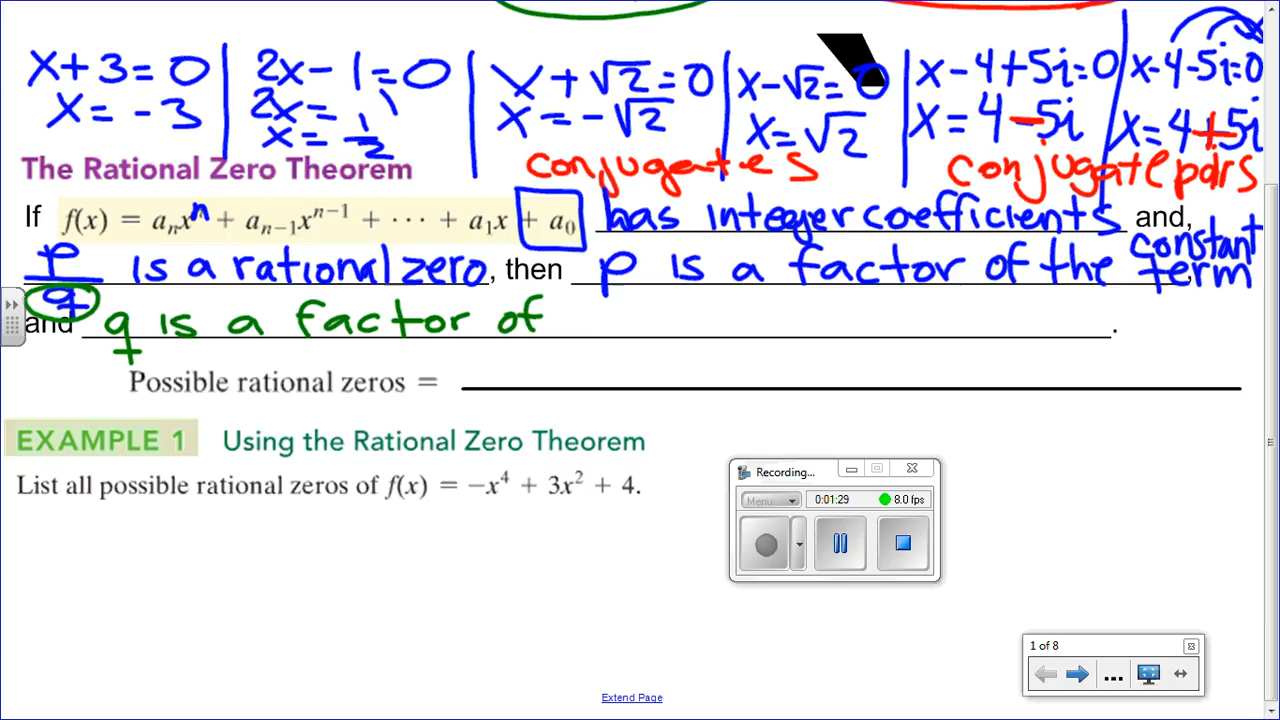 x+3=0 | 2x-1=0 | x+√2=0 | x-√2=0 | x-4+5i=0 | x-4-5i=0
x=-3 | 2x=1 | x=-√2 | x=√2 | x=4-5i | x=4+5i
x=1/2
The Rational Zero Theorem conjugates conjugate pairs
If f(x) = aₙxⁿ + aₙ₋₁xⁿ⁻¹ + ··· + a₁x + a₀ has integer coefficients and,
p/q is a rational zero, then p is a factor of the constant term
and q is a factor of .
Possible rational zeros =
EXAMPLE 1 Using the Rational Zero Theorem
List all possible rational zeros of f(x) = -x⁴ + 3x² + 4.
Recording...
Menu 0:01:29 8.0 fps
1 of 8
...
Extend Page